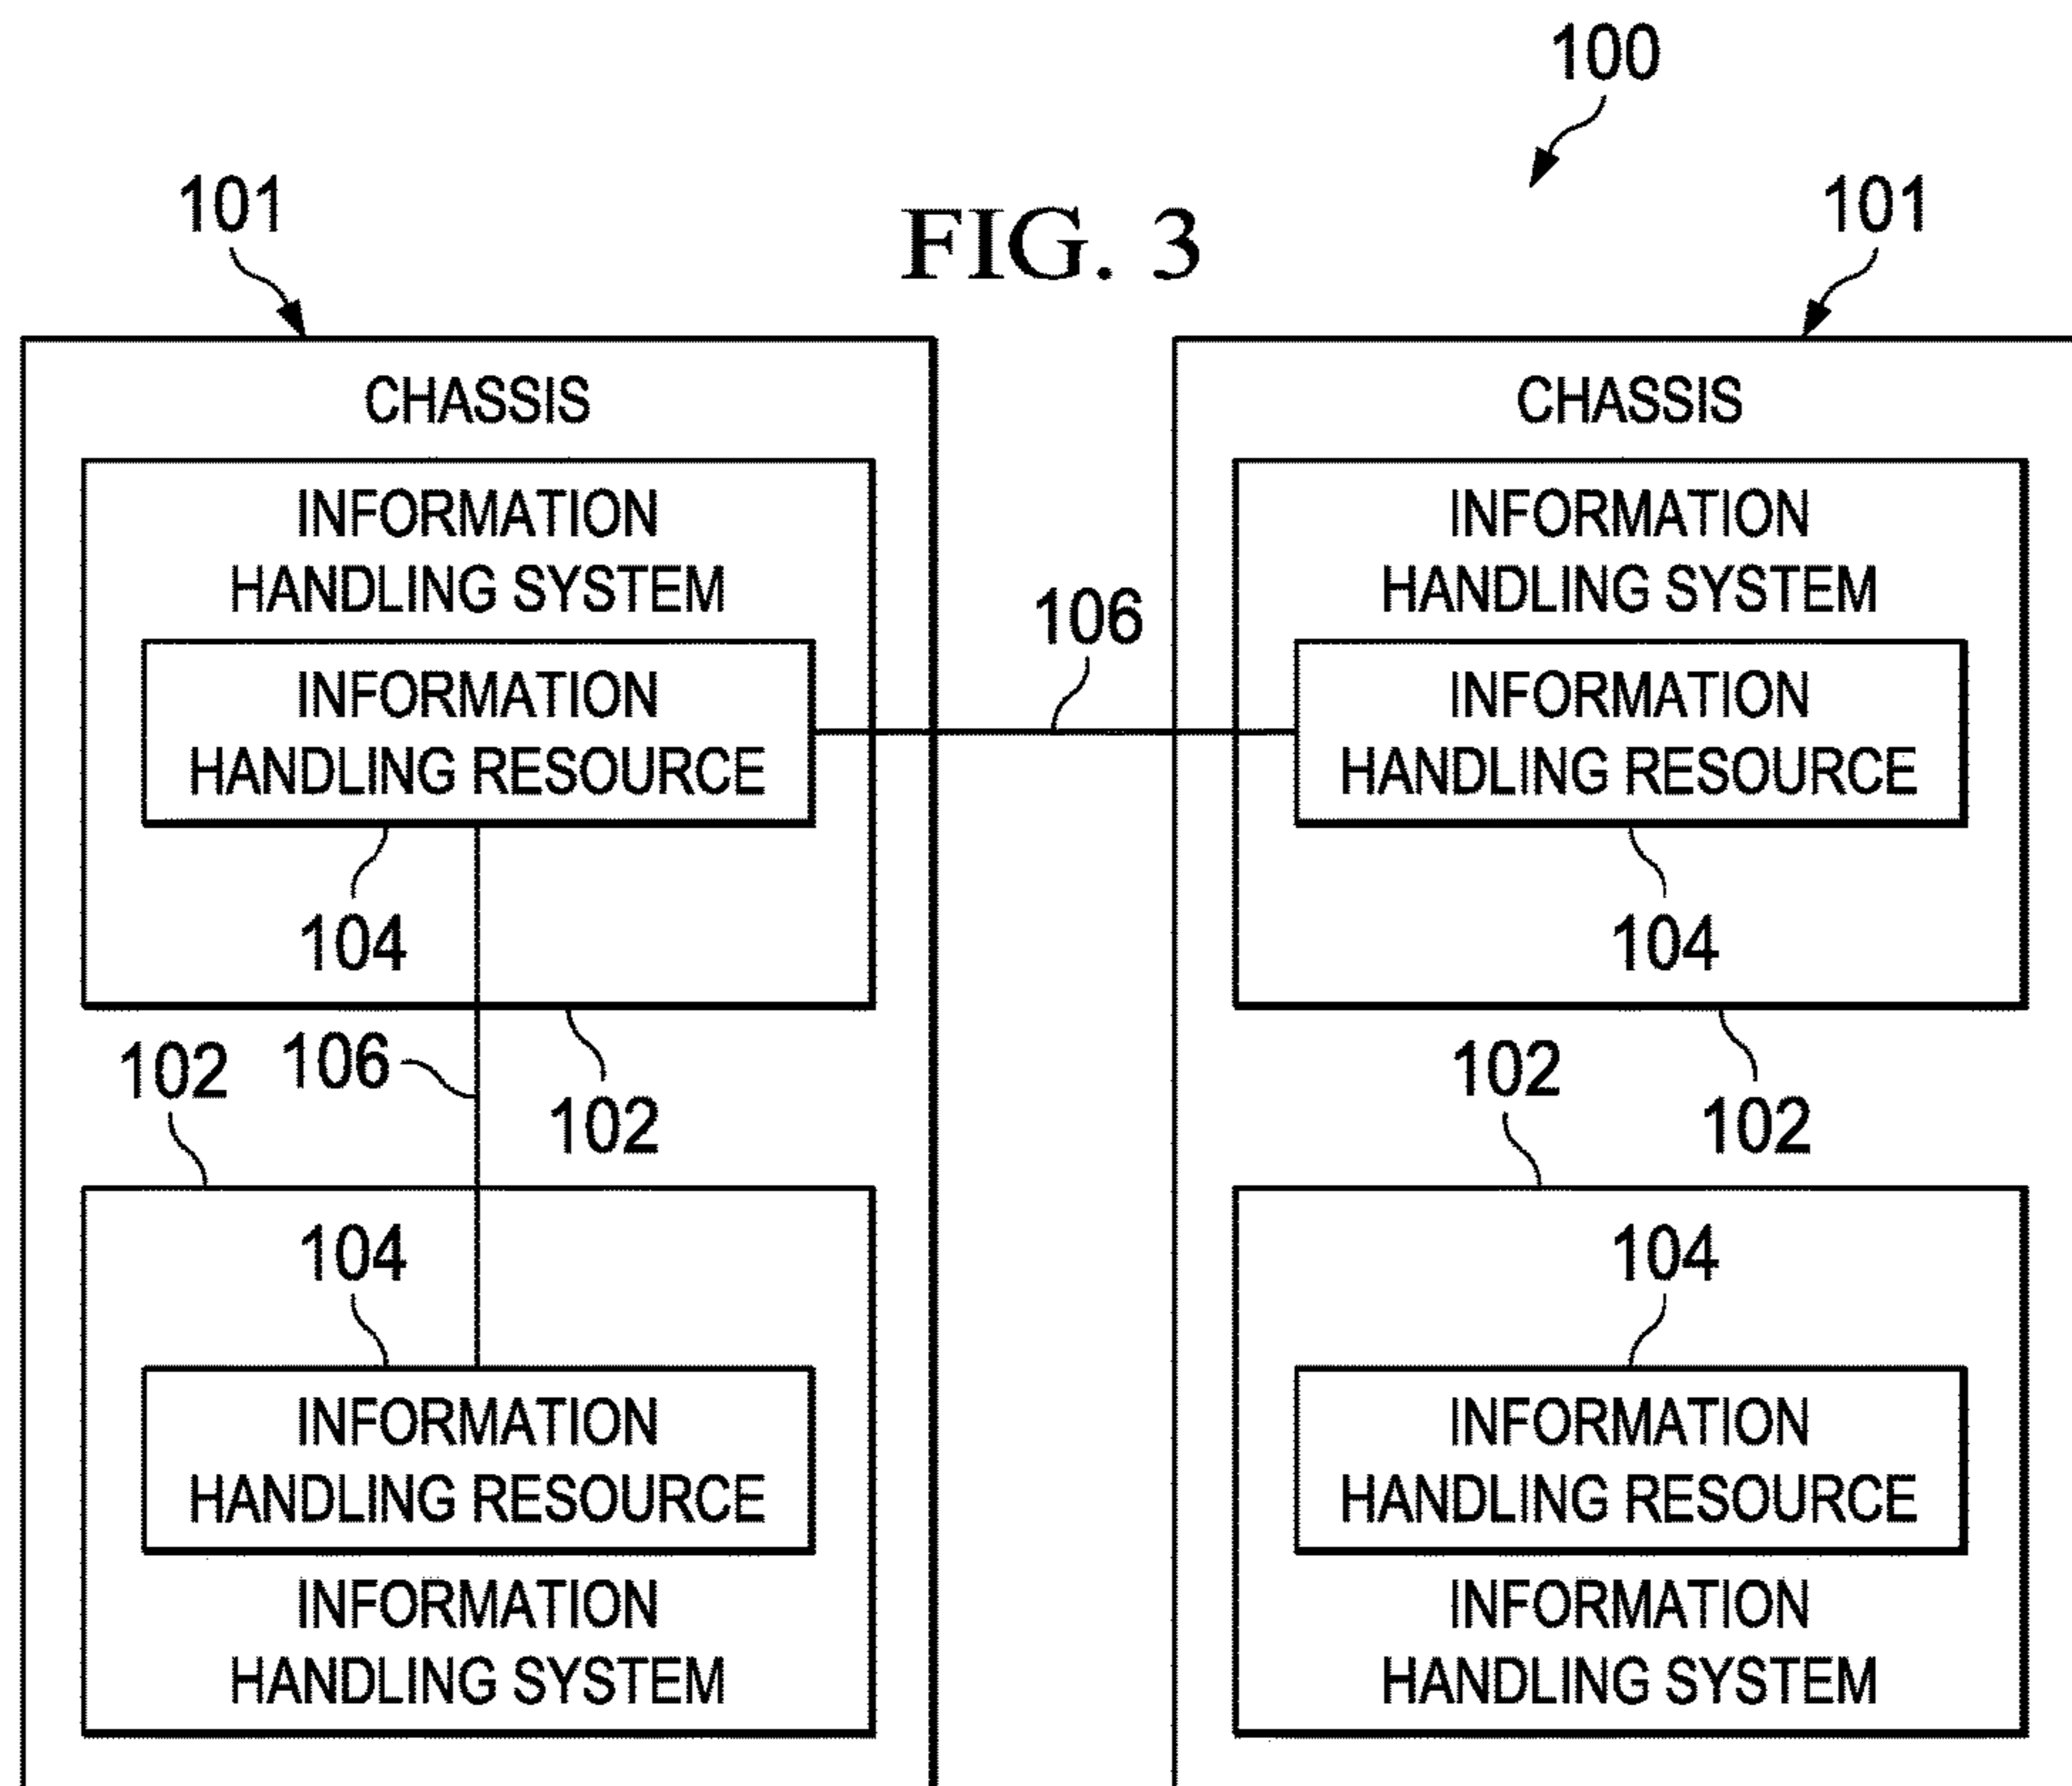 100
101
FIG. 3
101
CHASSIS
INFORMATION
HANDLING SYSTEM
INFORMATION
HANDLING RESOURCE
104
102
106
102
104
INFORMATION
HANDLING RESOURCE
INFORMATION
HANDLING SYSTEM
106
CHASSIS
INFORMATION
HANDLING SYSTEM
INFORMATION
HANDLING RESOURCE
104
102
102
104
INFORMATION
HANDLING RESOURCE
INFORMATION
HANDLING SYSTEM